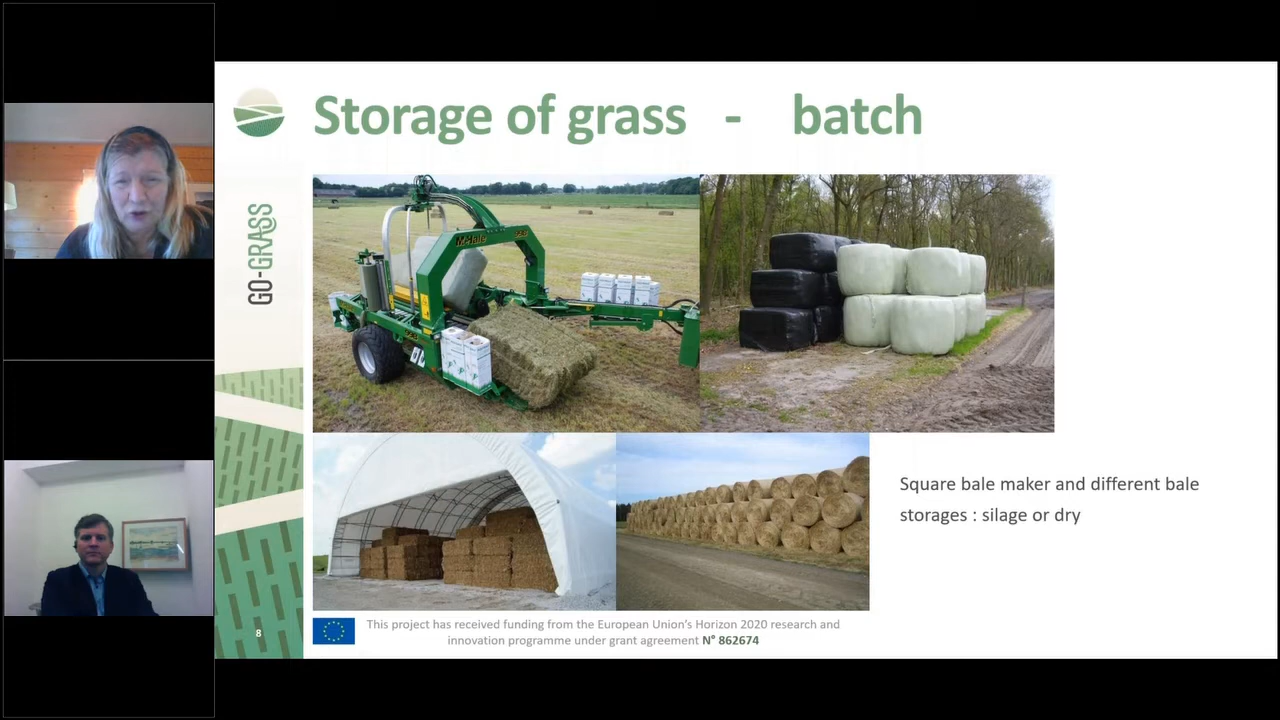 Storage of grass - batch
GO-GRASS
McHale
Square bale maker and different bale
storages : silage or dry
8
This project has received funding from the European Union's Horizon 2020 research and
innovation programme under grant agreement N° 862674